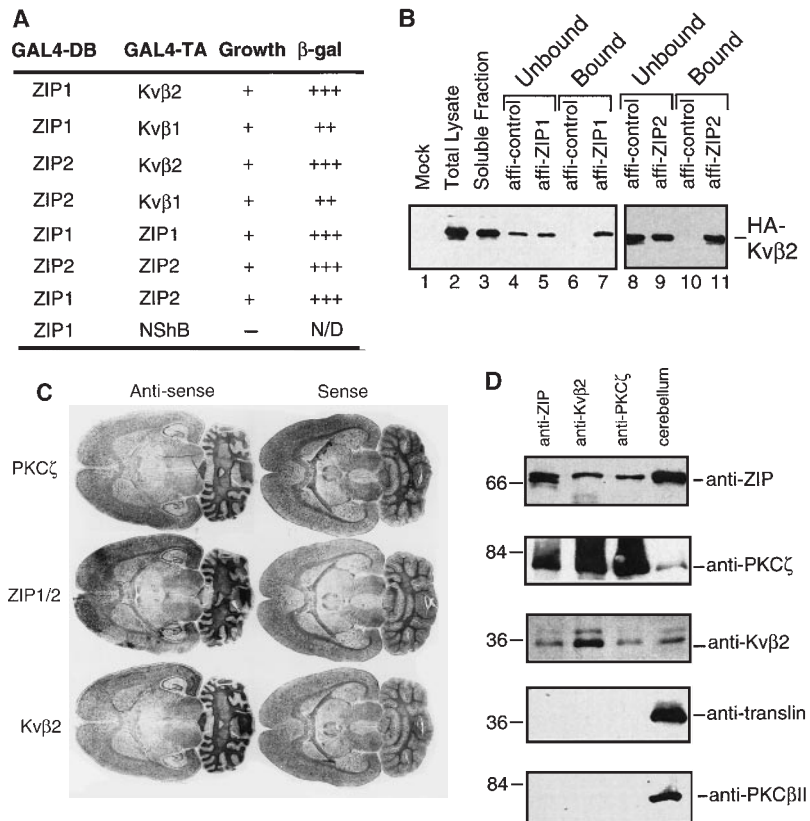 A
GAL4-DB GAL4-TA Growth β-gal
ZIP1 Kvβ2 + +++
ZIP1 Kvβ1 + ++
ZIP2 Kvβ2 + +++
ZIP2 Kvβ1 + ++
ZIP1 ZIP1 + +++
ZIP2 ZIP2 + +++
ZIP1 ZIP2 + +++
ZIP1 NShB – N/D
B
Unbound Bound Unbound Bound
Mock Total Lysate Soluble Fraction affi-control affi-ZIP1 affi-control affi-ZIP1 affi-control affi-ZIP2 affi-control affi-ZIP2
–HA-
Kvβ2
1 2 3 4 5 6 7 8 9 10 11
C
Anti-sense Sense
PKCζ
ZIP1/2
Kvβ2
D
anti-ZIP anti-Kvβ2 anti-PKCζ cerebellum
66– –anti-ZIP
84– –anti-PKCζ
36– –anti-Kvβ2
36– –anti-translin
84– –anti-PKCβII